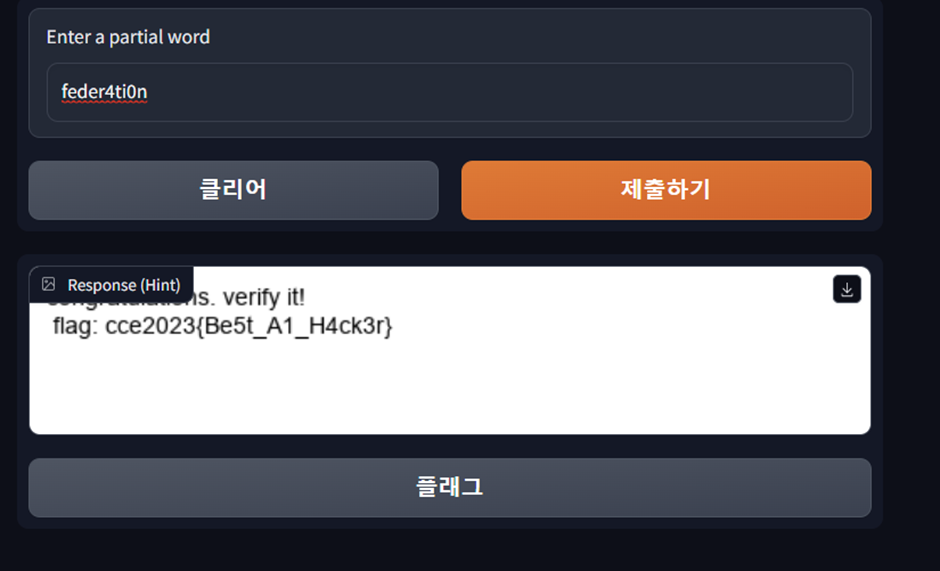 Enter a partial word
feder4ti0n
클리어
제출하기
Response (Hint)
verify it!
flag: cce2023{Be5t_A1_H4ck3r}
플래그